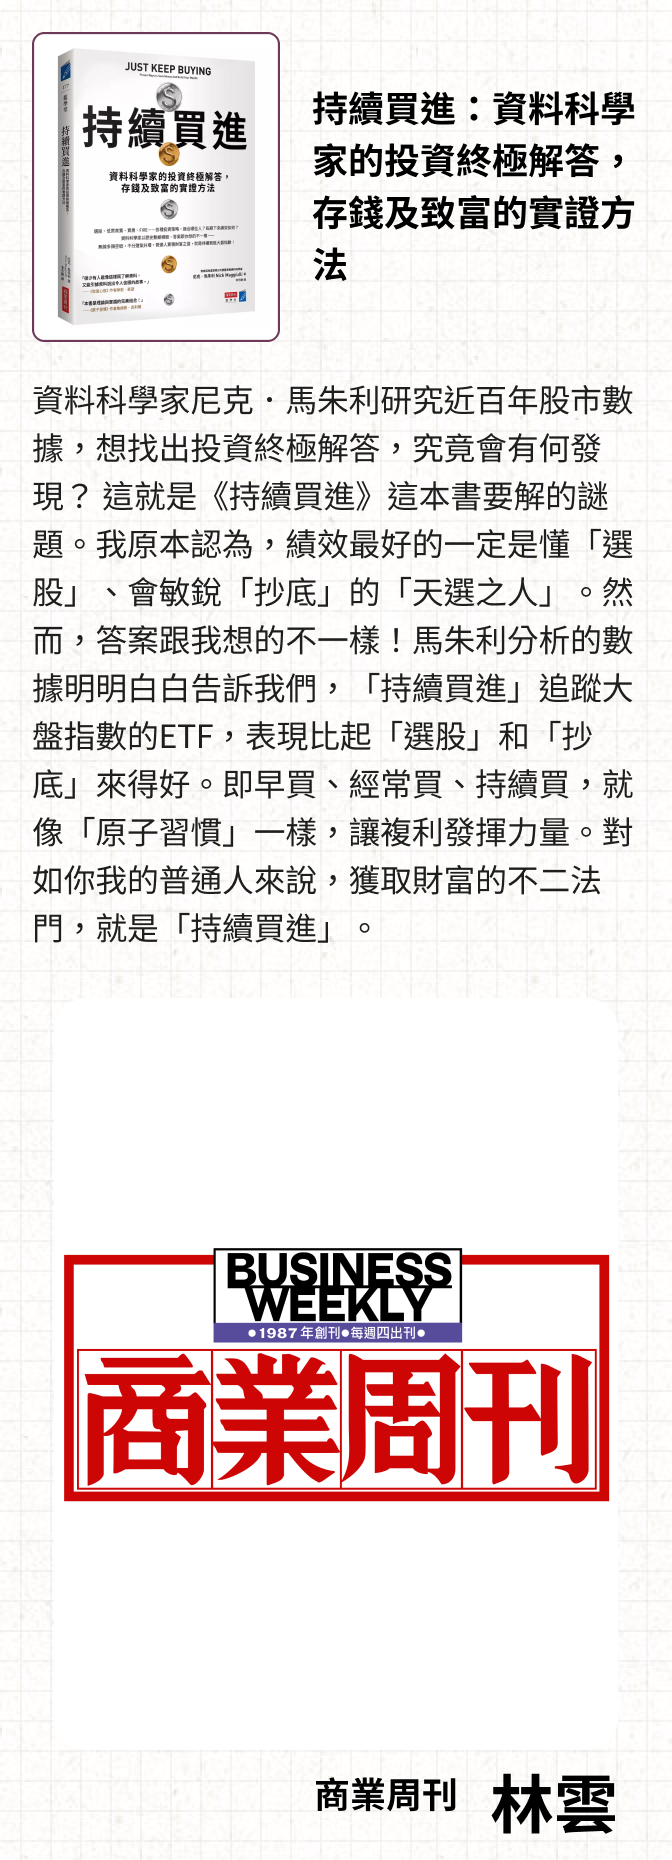 JUST KEEP BUYING
持續買進
資料科學家的投資終極解答，
存錢及致富的實證方法
持續買進
持續買進：資料科學
家的投資終極解答，
存錢及致富的實證方
法
資料科學家尼克．馬朱利研究近百年股市數
據，想找出投資終極解答，究竟會有何發
現？ 這就是《持續買進》這本書要解的謎
題。我原本認為，績效最好的一定是懂「選
股」、會敏銳「抄底」的「天選之人」。然
而，答案跟我想的不一樣！馬朱利分析的數
據明明白白告訴我們，「持續買進」追蹤大
盤指數的ETF，表現比起「選股」和「抄
底」來得好。即早買、經常買、持續買，就
像「原子習慣」一樣，讓複利發揮力量。對
如你我的普通人來說，獲取財富的不二法
門，就是「持續買進」。
BUSINESS
WEEKLY
●1987年創刊●每週四出刊●
商業周刊
商業周刊 林雲